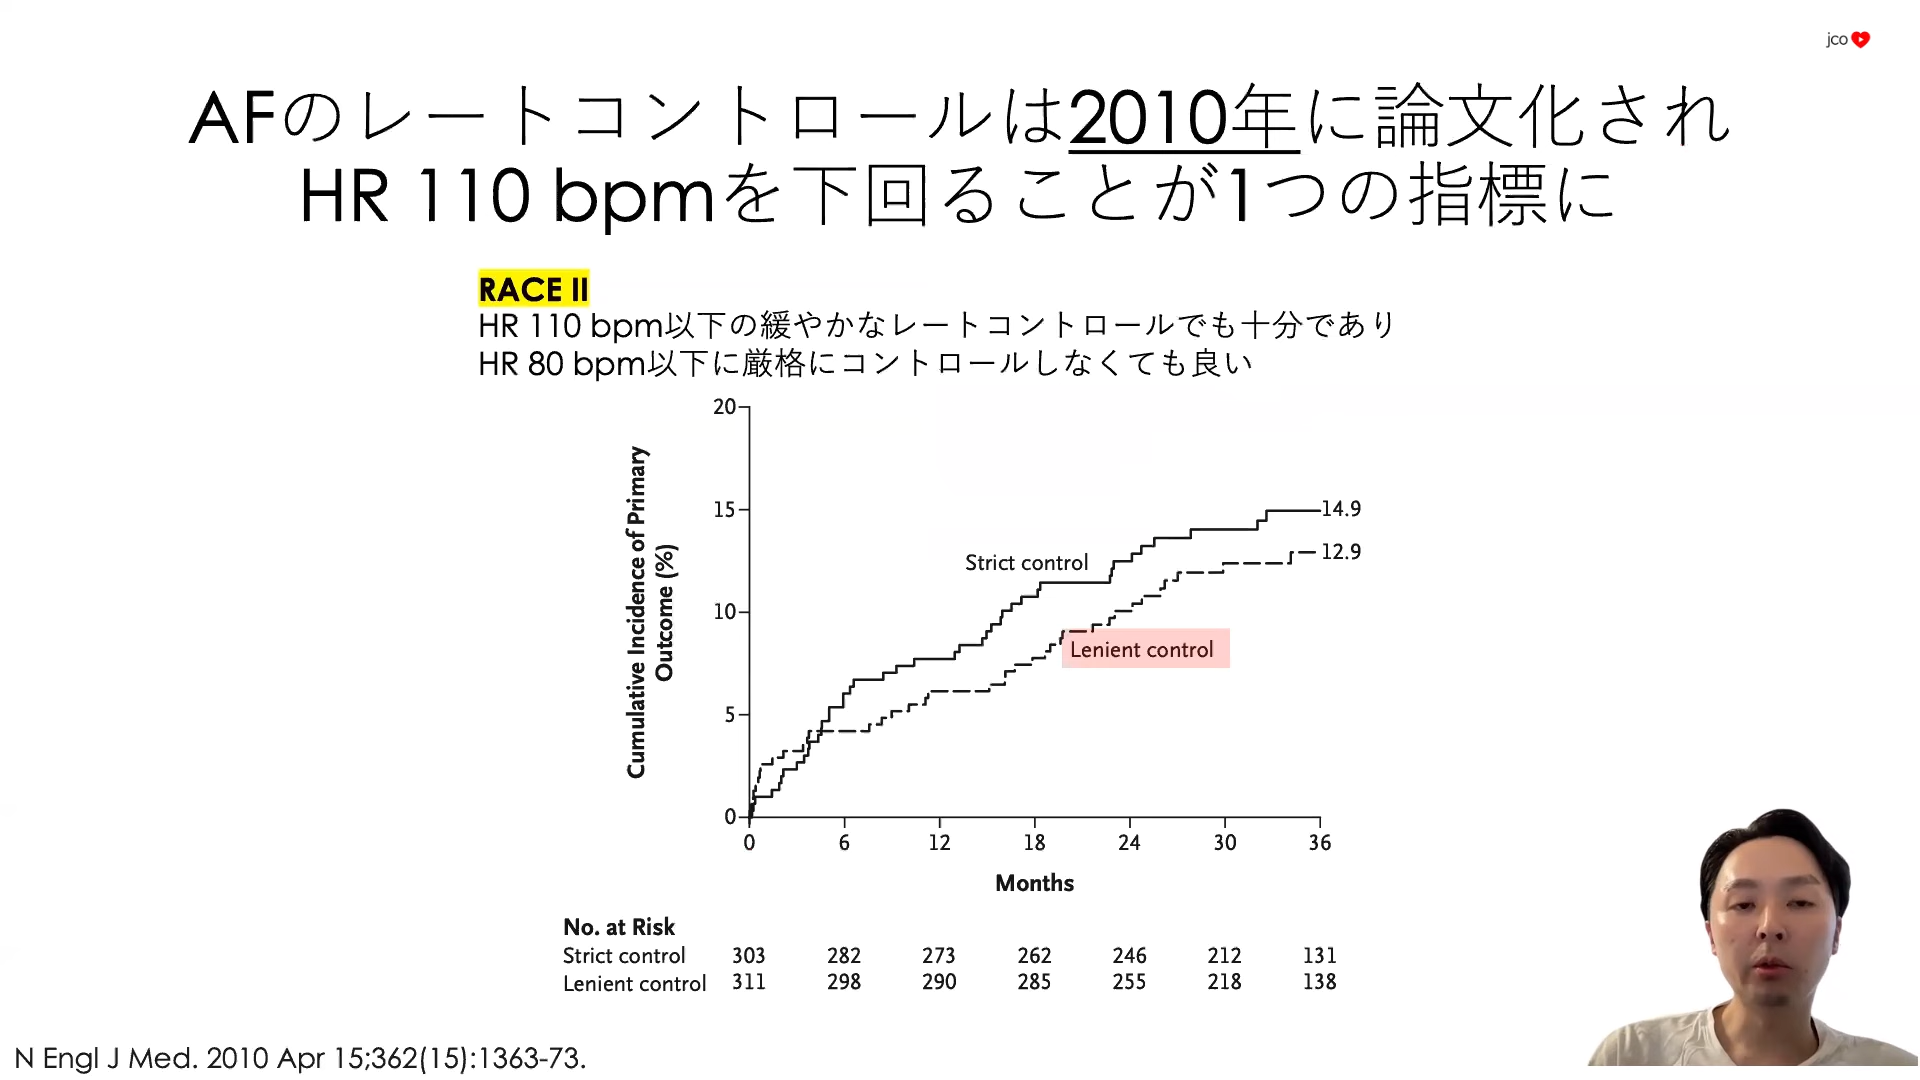 jco
AFのレートコントロールは2010年に論文化され
HR 110 bpmを下回ることが1つの指標に
RACE II
HR 110 bpm以下の緩やかなレートコントロールでも十分であり
HR 80 bpm以下に厳格にコントロールしなくても良い
Cumulative Incidence of Primary
Outcome (%)
20
15
10
5
0
14.9
12.9
Strict control
Lenient control
0 6 12 18 24 30 36
Months
No. at Risk
Strict control 303 282 273 262 246 212 131
Lenient control 311 298 290 285 255 218 138
N Engl J Med. 2010 Apr 15;362(15):1363-73.